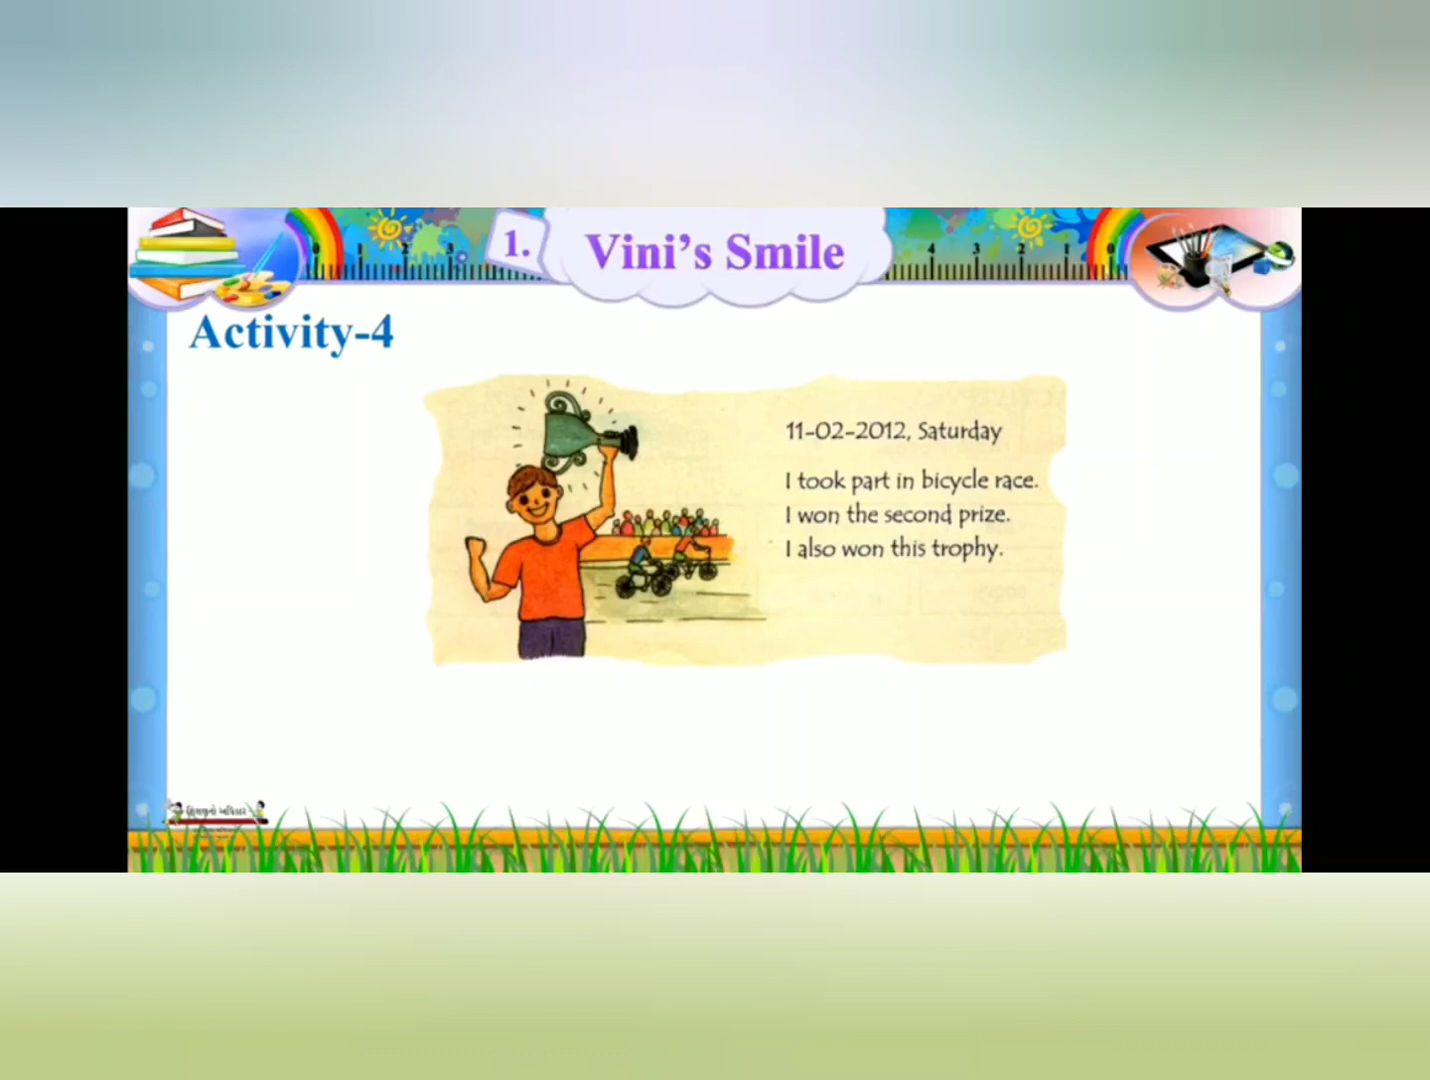 1.
Vini's Smile
Activity-4
11-02-2012, Saturday
I took part in bicycle race.
I won the second prize.
I also won this trophy.